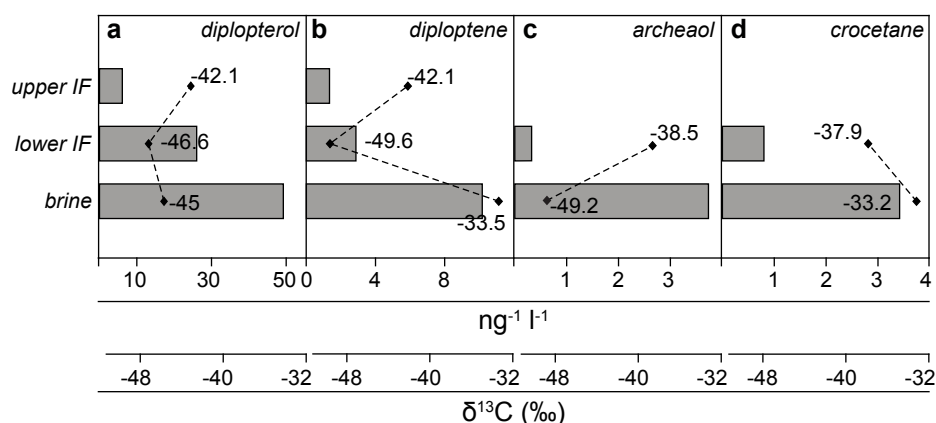 a diplopterol b diploptene c archeaol d crocetane
upper IF -42.1 -42.1
lower IF -46.6 -49.6 -38.5 -37.9
brine -45 -33.5 -49.2 -33.2
10 30 50 0 4 8 1 2 3 1 2 3 4
ng⁻¹ l⁻¹
-48 -40 -32 -48 -40 -32 -48 -40 -32 -48 -40 -32
δ¹³C (‰)